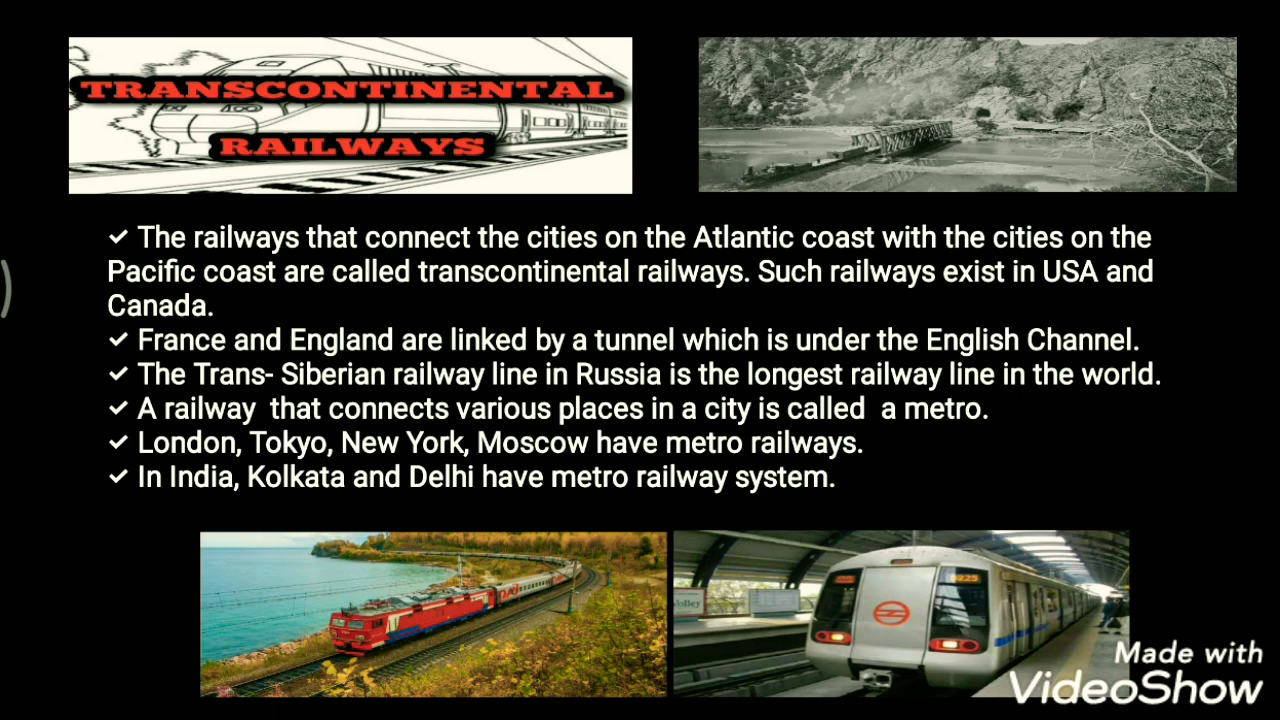 TRANSCONTINENTAL
RAILWAYS
✓ The railways that connect the cities on the Atlantic coast with the cities on the
Pacific coast are called transcontinental railways. Such railways exist in USA and
Canada.
✓ France and England are linked by a tunnel which is under the English Channel.
✓ The Trans- Siberian railway line in Russia is the longest railway line in the world.
✓ A railway  that connects various places in a city is called  a metro.
✓ London, Tokyo, New York, Moscow have metro railways.
✓ In India, Kolkata and Delhi have metro railway system.
Volley
0225
Made with
VideoShow